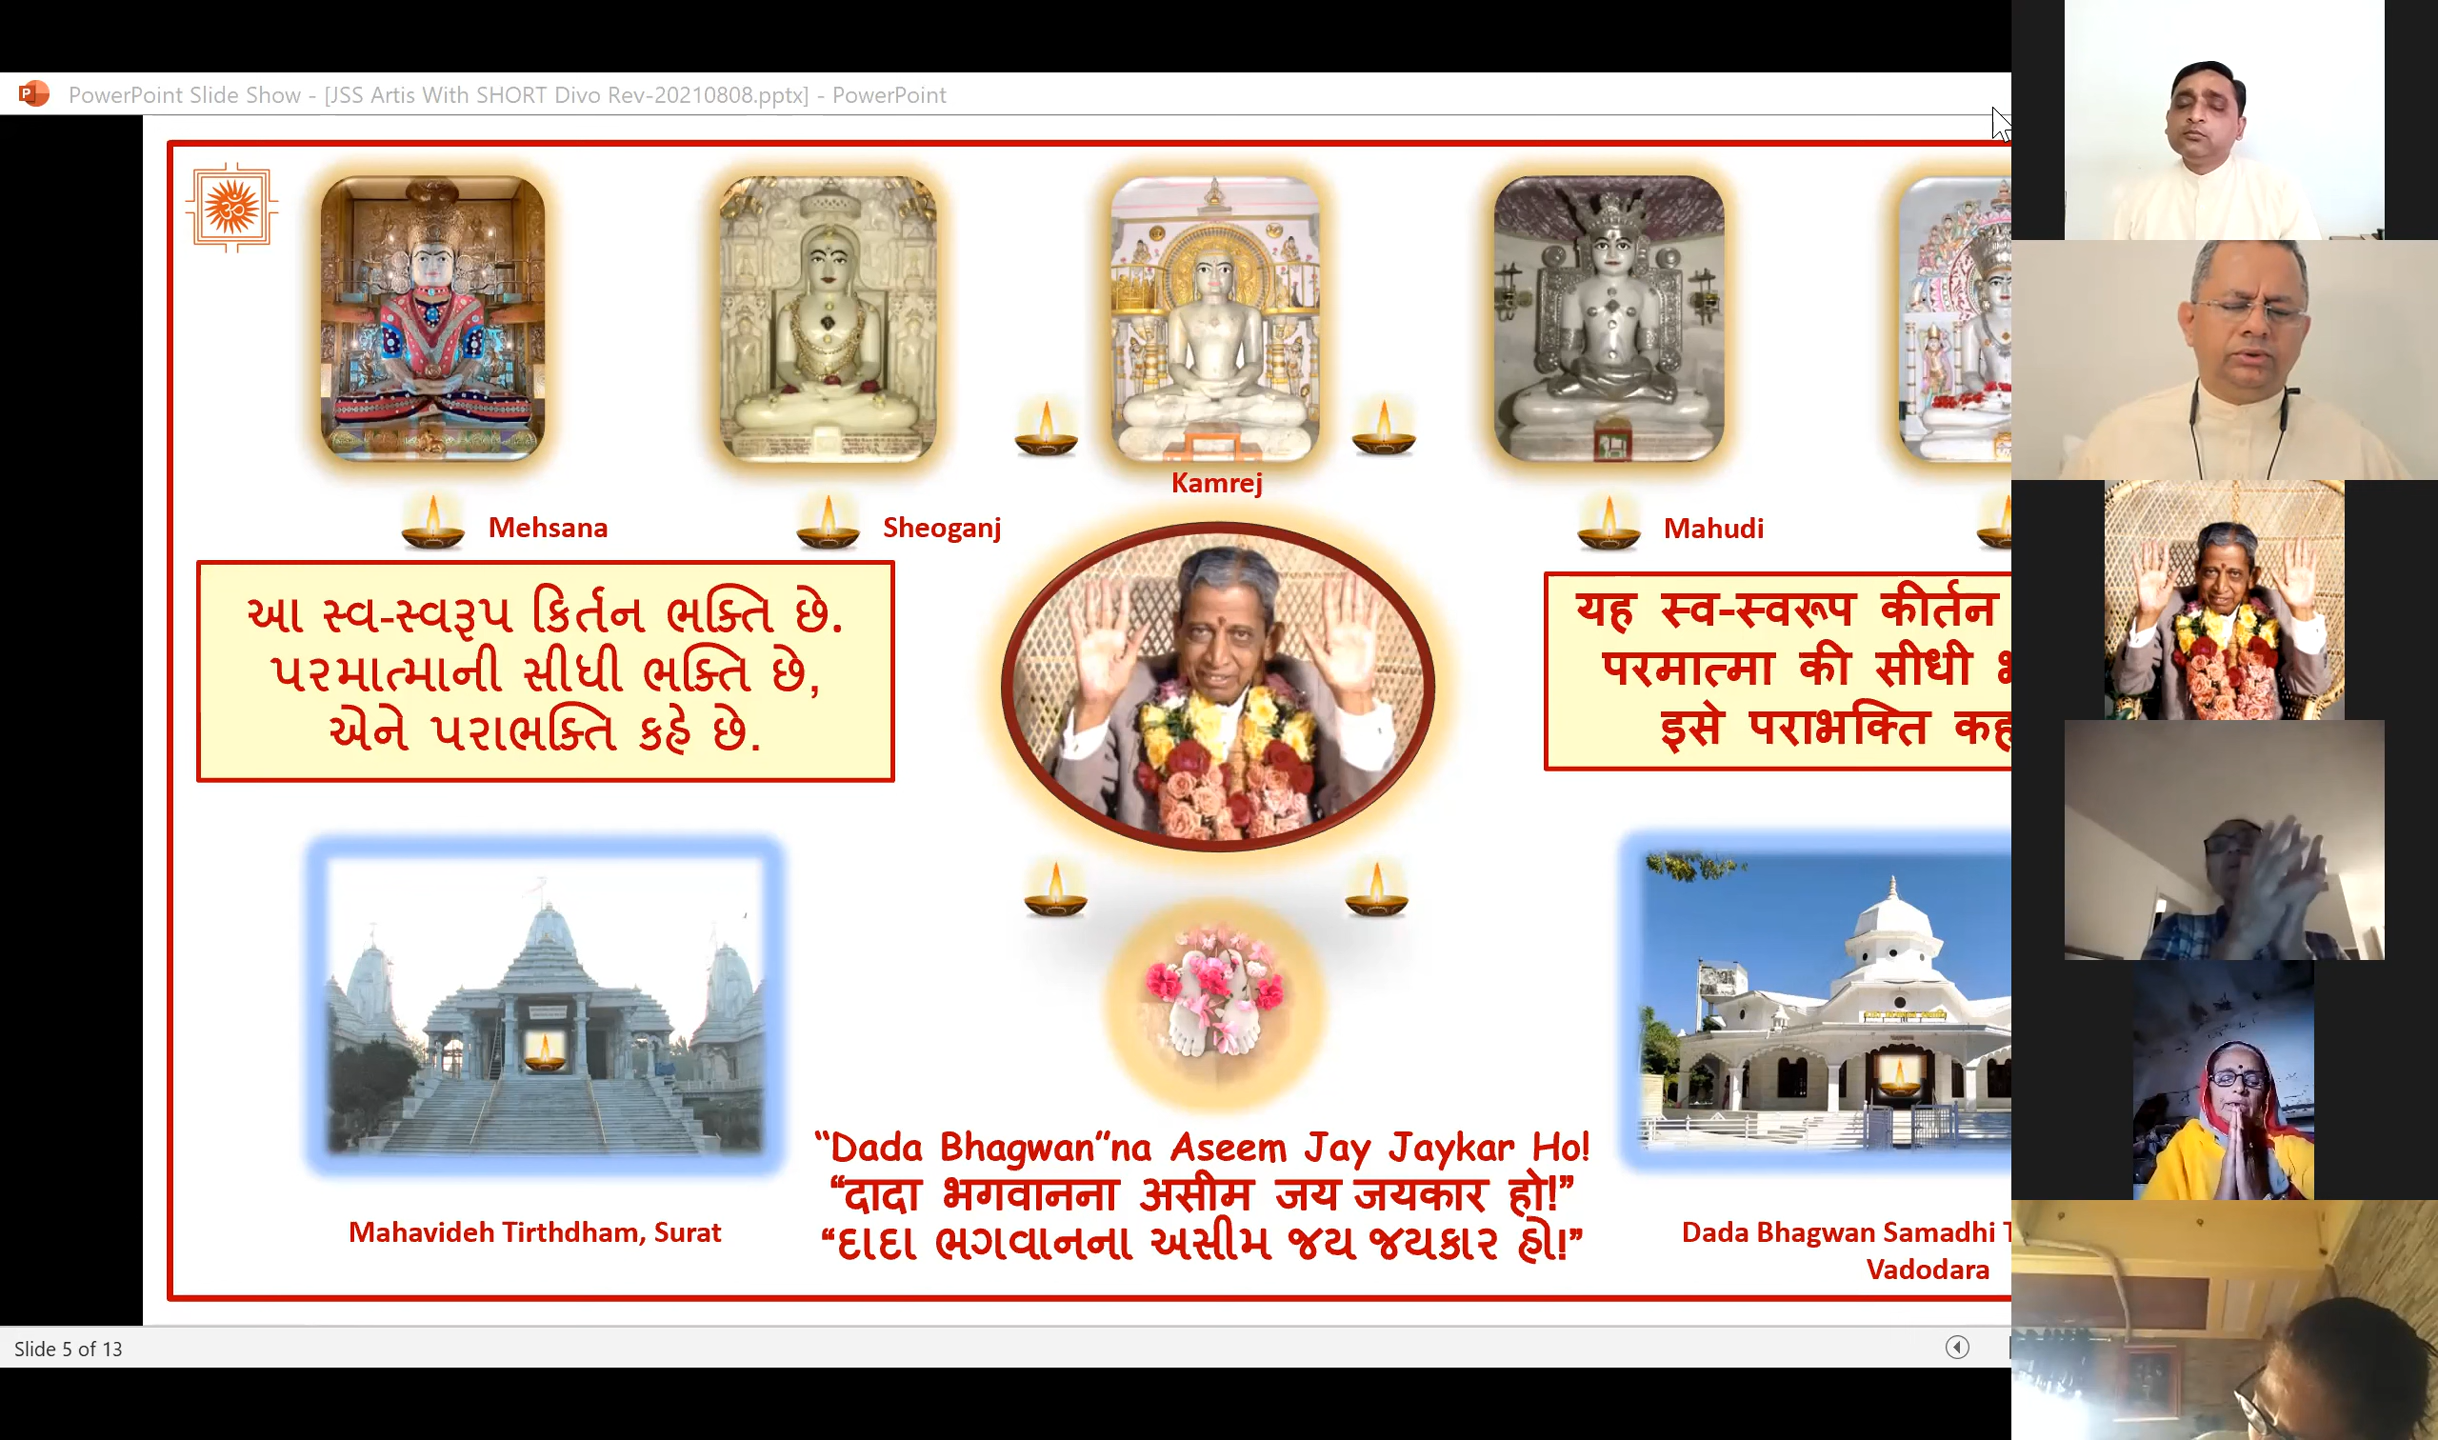 PowerPoint Slide Show - [JSS Artis With SHORT Divo Rev-20210808.pptx] - PowerPoint
ॐ
Kamrej
Mehsana
Sheoganj
Mahudi
આ સ્વ-સ્વરૂપ કિર્તન ભક્તિ છે.
પરમાત્માની સીધી ભક્તિ છે,
એને પરાભક્તિ કહે છે.
यह स्व-स्वरूप कीर्तन
परमात्मा की सीधी
इसे पराभक्ति
"Dada Bhagwan"na Aseem Jay Jaykar Ho!
"दादा भगवानना असीम जय जयकार हो!"
"દાદા ભગવાનના અસીમ જય જયકાર હો!"
Mahavideh Tirthdham, Surat
Dada Bhagwan Samadhi
Vadodara
Slide 5 of 13